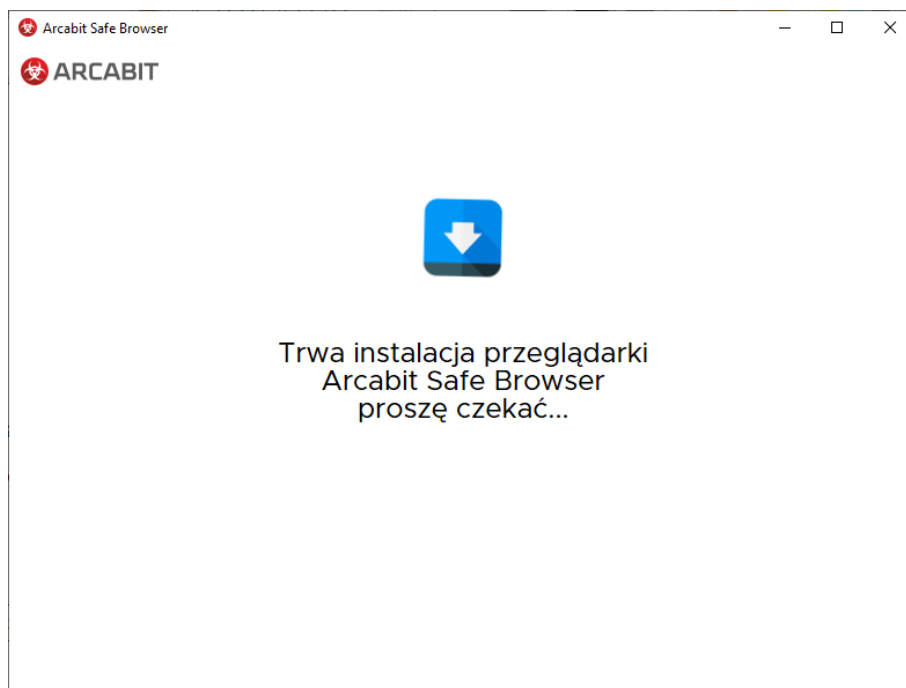 Arcabit Safe Browser
ARCABIT
Trwa instalacja przeglądarki
Arcabit Safe Browser
proszę czekać...